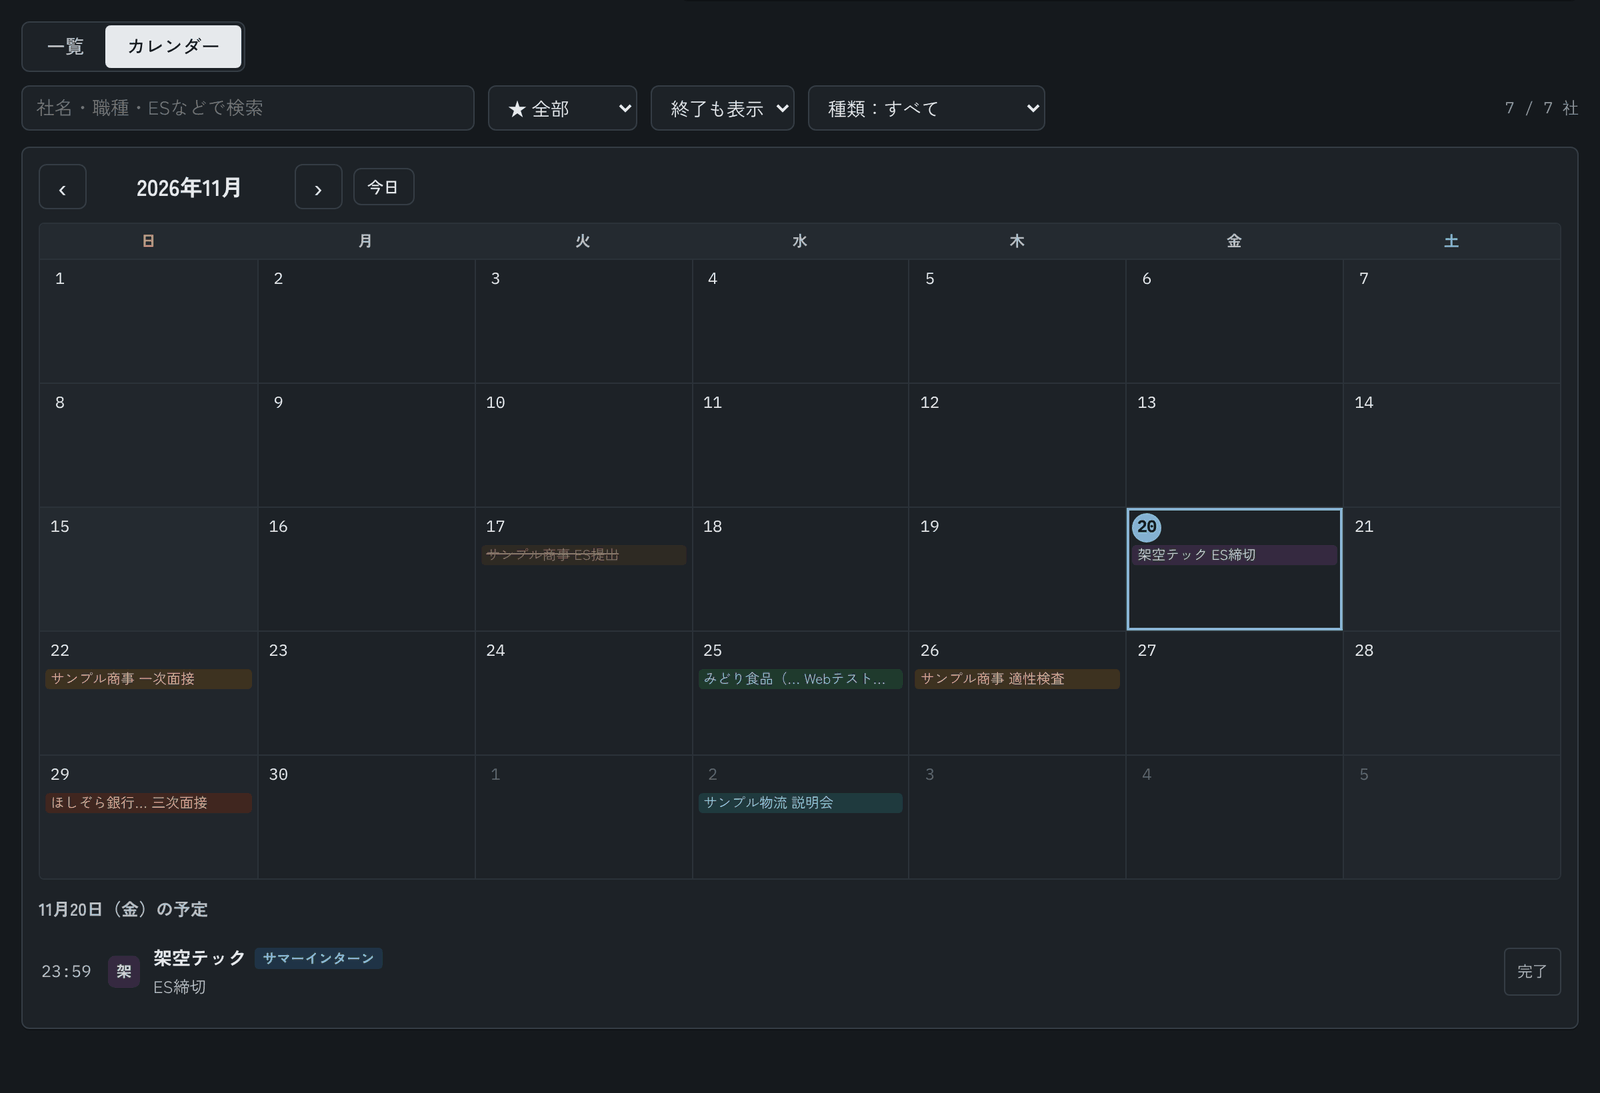 一覧 カレンダー
社名・職種・ESなどで検索 ★ 全部 終了も表示 種類：すべて 7 / 7 社
‹ 2026年11月 › 今日
日 月 火 水 木 金 土
1 2 3 4 5 6 7
8 9 10 11 12 13 14
15 16 17 18 19 20 21
サンプル商事 ES提出 架空テック ES締切
22 23 24 25 26 27 28
サンプル商事 一次面接 みどり食品（… Webテスト… サンプル商事 適性検査
29 30 1 2 3 4 5
ほしぞら銀行… 三次面接 サンプル物流 説明会
11月20日（金）の予定
23:59 架 架空テック サマーインターン
ES締切
完了